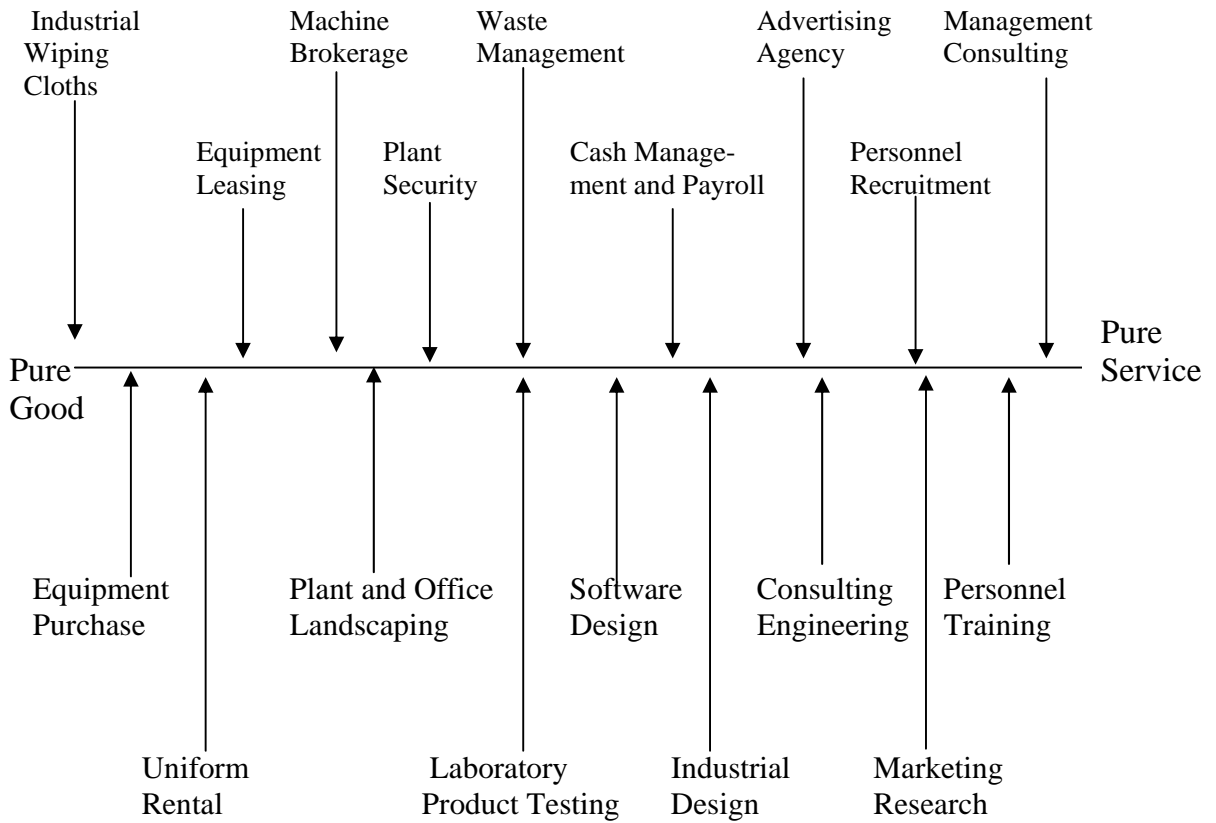 Industrial
Wiping
Cloths
Machine
Brokerage
Waste
Management
Advertising
Agency
Management
Consulting
Equipment
Leasing
Plant
Security
Cash Manage-
ment and Payroll
Personnel
Recruitment
Pure
Good
Pure
Service
Equipment
Purchase
Plant and Office
Landscaping
Software
Design
Consulting
Engineering
Personnel
Training
Uniform
Rental
Laboratory
Product Testing
Industrial
Design
Marketing
Research